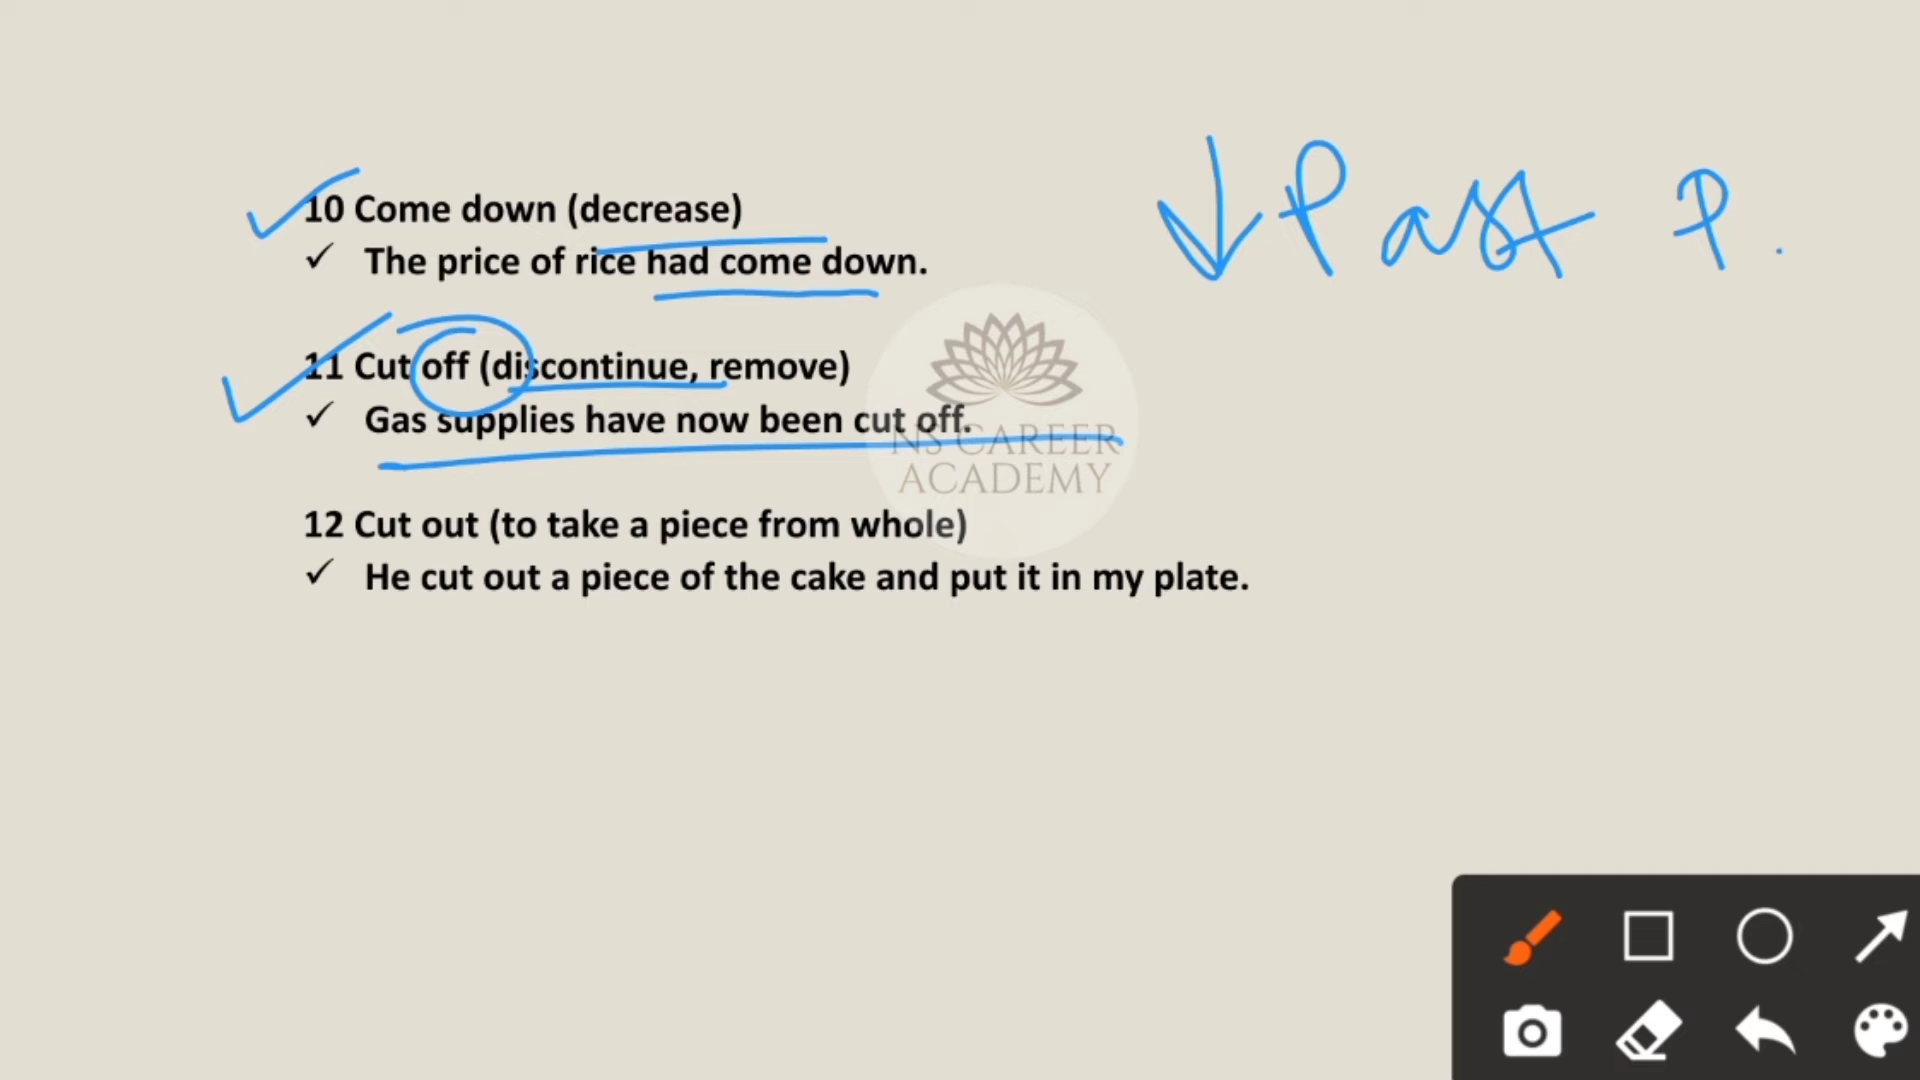 10 Come down (decrease)
✓ The price of rice had come down.
Past P.
11 Cut off (discontinue, remove)
✓ Gas supplies have now been cut off.
NS CAREER
ACADEMY
12 Cut out (to take a piece from whole)
✓ He cut out a piece of the cake and put it in my plate.